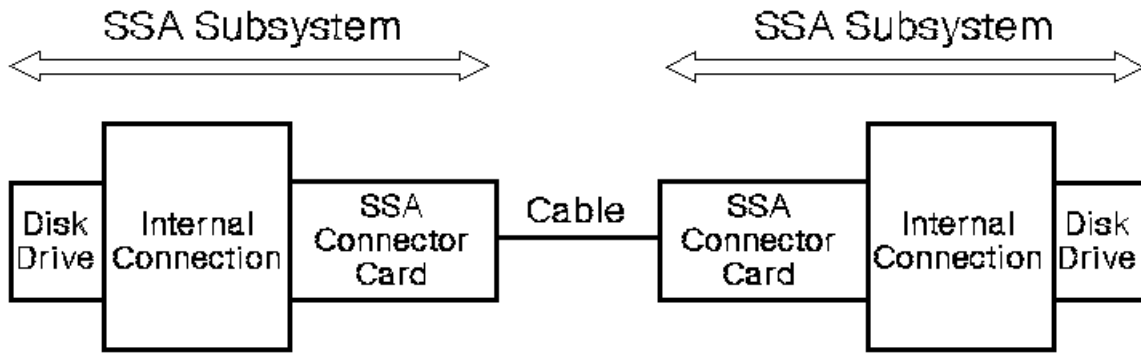 SSA Subsystem
SSA Subsystem
Disk
Drive
Internal
Connection
SSA
Connector
Card
Cable
SSA
Connector
Card
Internal
Connection
Disk
Drive